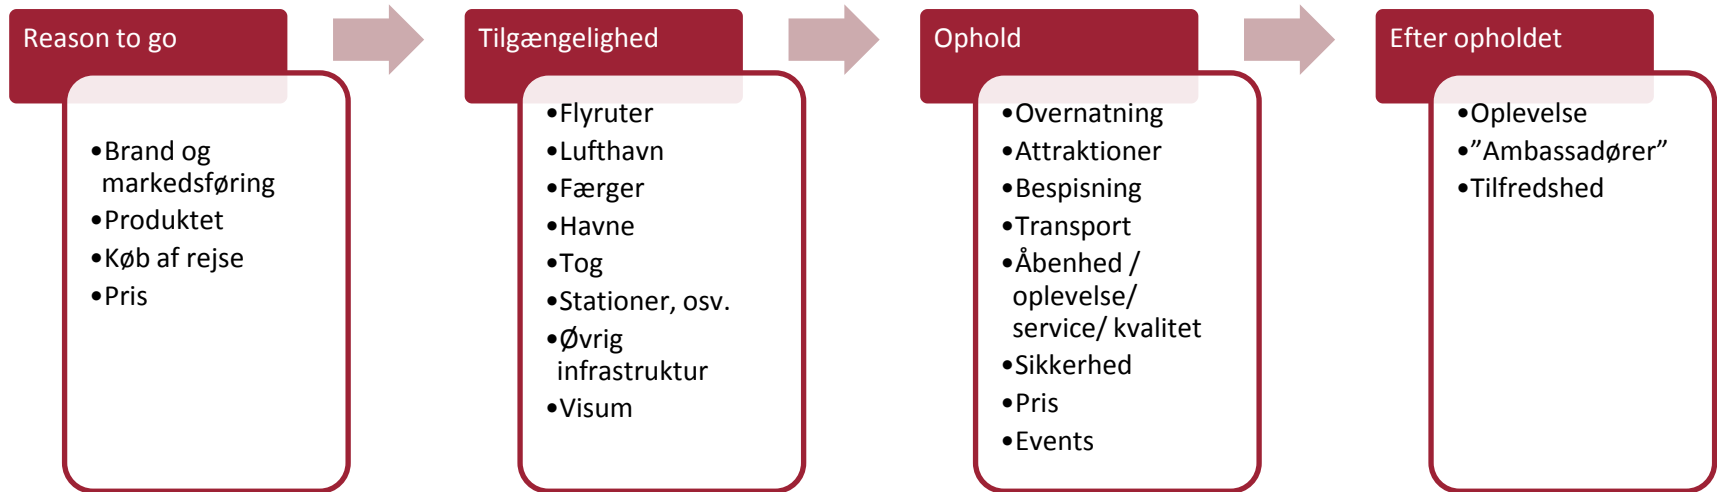 Reason to go
•Brand og
markedsføring
•Produktet
•Køb af rejse
•Pris
Tilgængelighed
•Flyruter
•Lufthavn
•Færger
•Havne
•Tog
•Stationer, osv.
•Øvrig
infrastruktur
•Visum
Ophold
•Overnatning
•Attraktioner
•Bespisning
•Transport
•Åbenhed /
oplevelse/
service/ kvalitet
•Sikkerhed
•Pris
•Events
Efter opholdet
•Oplevelse
•”Ambassadører”
•Tilfredshed